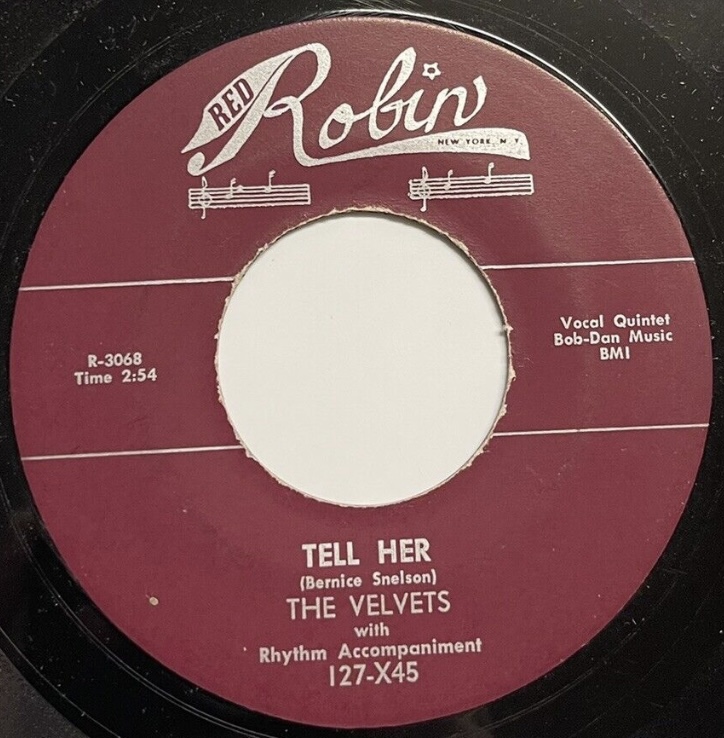 RED Robin
NEW YORK, N.Y.
R-3068
Time 2:54
Vocal Quintet
Bob-Dan Music
BMI
TELL HER
(Bernice Snelson)
THE VELVETS
with
Rhythm Accompaniment
127-X45